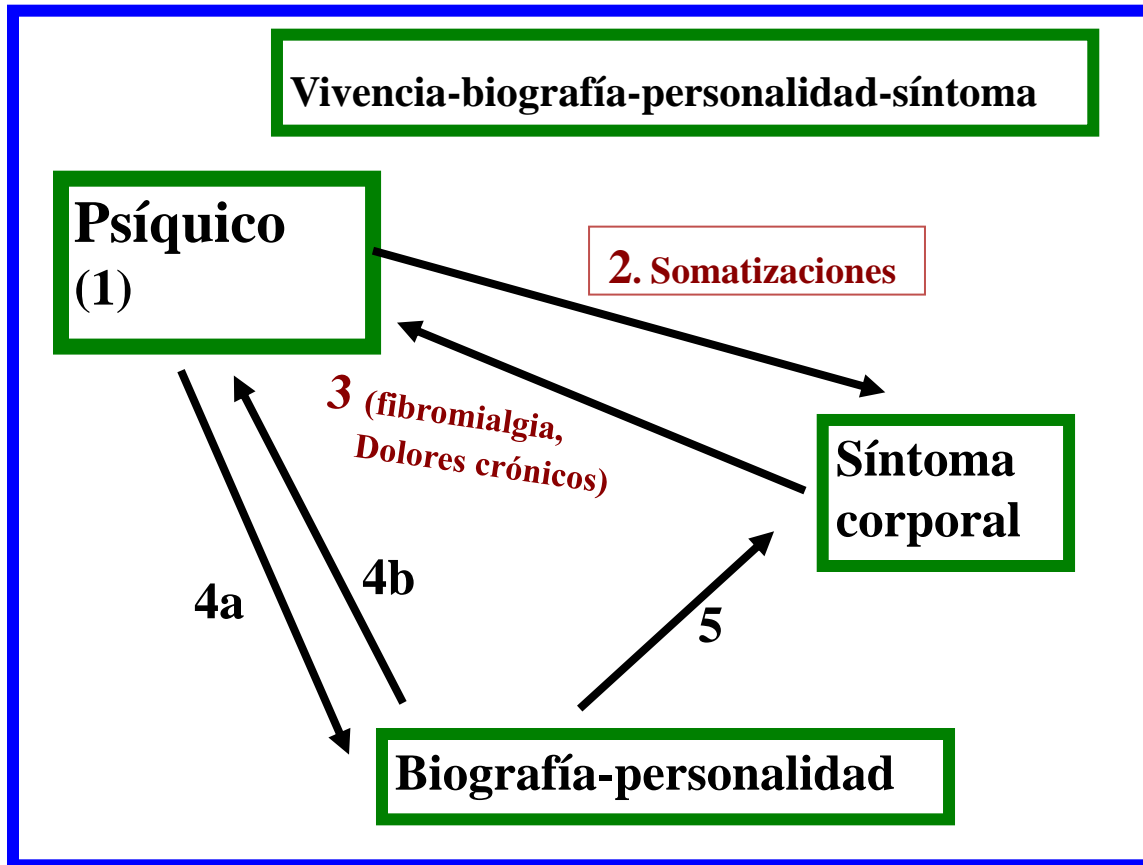 Vivencia-biografía-personalidad-síntoma
Psíquico
(1)
2. Somatizaciones
3 (fibromialgia,
Dolores crónicos)
Síntoma
corporal
4a
4b
5
Biografía-personalidad